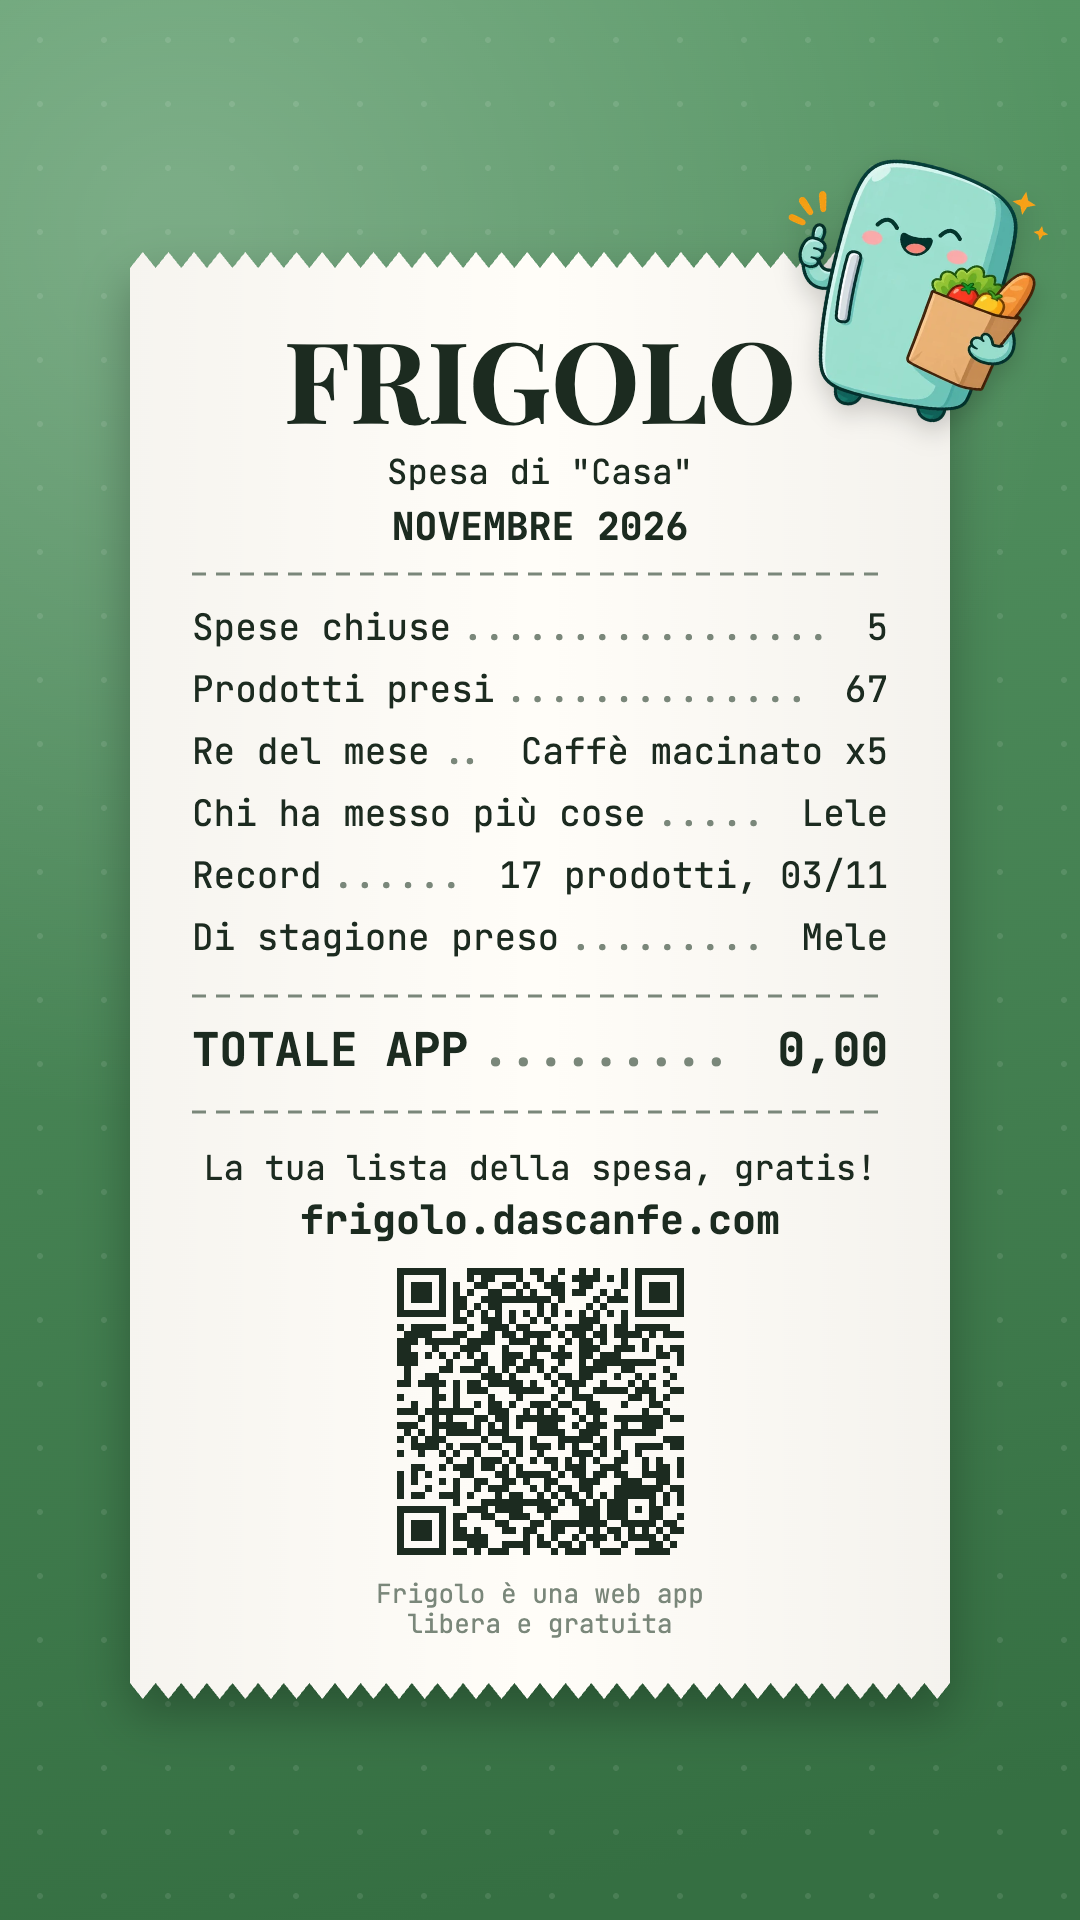 FRIGOLO
Spesa di "Casa"
NOVEMBRE 2026
Spese chiuse ................. 5
Prodotti presi .............. 67
Re del mese .. Caffè macinato x5
Chi ha messo più cose ..... Lele
Record ...... 17 prodotti, 03/11
Di stagione preso ......... Mele
TOTALE APP ......... 0,00
La tua lista della spesa, gratis!
frigolo.dascanfe.com
Frigolo è una web app
libera e gratuita